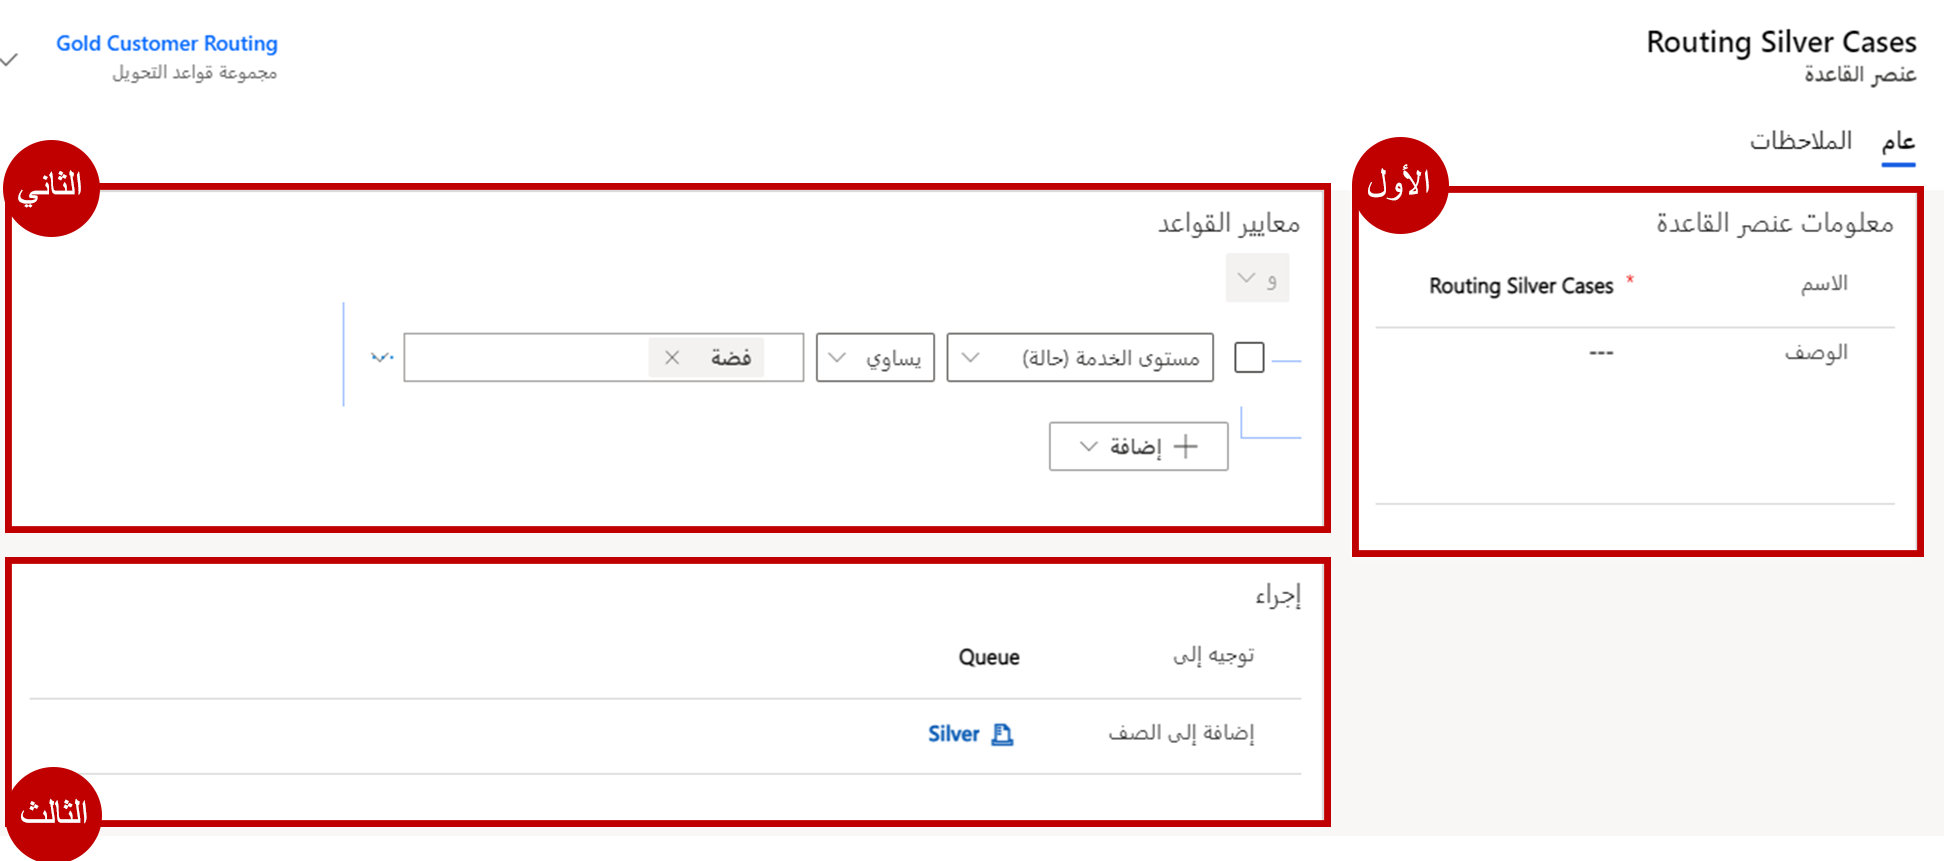 Routing Silver Cases
عنصر القاعدة
Gold Customer Routing
مجموعة قواعد التحويل
عام الملاحظات
الأول
معلومات عنصر القاعدة
الاسم * Routing Silver Cases
الوصف ---
الثاني
معايير القواعد
و
مستوى الخدمة (حالة) يساوي فضة
إضافة
إجراء
توجيه إلى Queue
إضافة إلى الصف Silver
الثالث